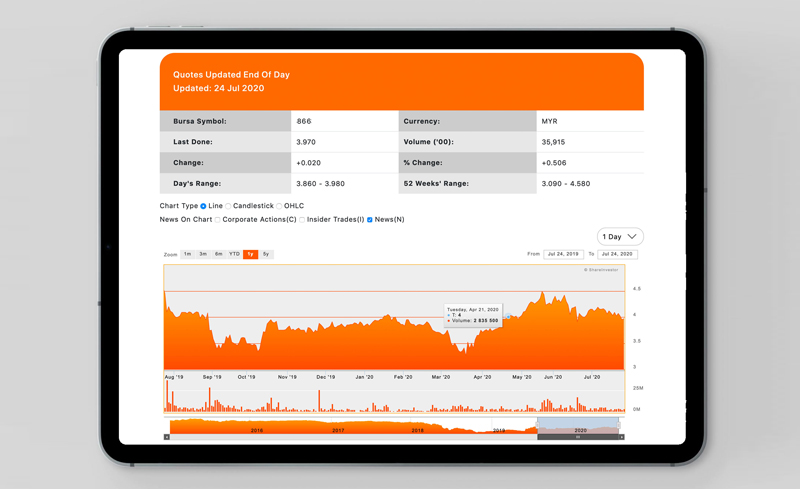 Quotes Updated End Of Day
Updated: 24 Jul 2020
Bursa Symbol: 866 Currency: MYR
Last Done: 3.970 Volume ('00): 35,915
Change: +0.020 % Change: +0.506
Day's Range: 3.860 - 3.980 52 Weeks' Range: 3.090 - 4.580
Chart Type Line Candlestick OHLC
News On Chart Corporate Actions(C) Insider Trades(I) News(N)
1 Day
Zoom 1m 3m 6m YTD 1y 5y From Jul 24, 2019 To Jul 24, 2020
© ShareInvestor
4.5
Tuesday, Apr 21, 2020
T: 4
Volume: 2 835 500
4
3.5
3
Aug '19 Sep '19 Oct '19 Nov '19 Dec '19 Jan '20 Feb '20 Mar '20 Apr '20 May '20 Jun '20 Jul '20
25M
0M
2016 2017 2018 2019 2020